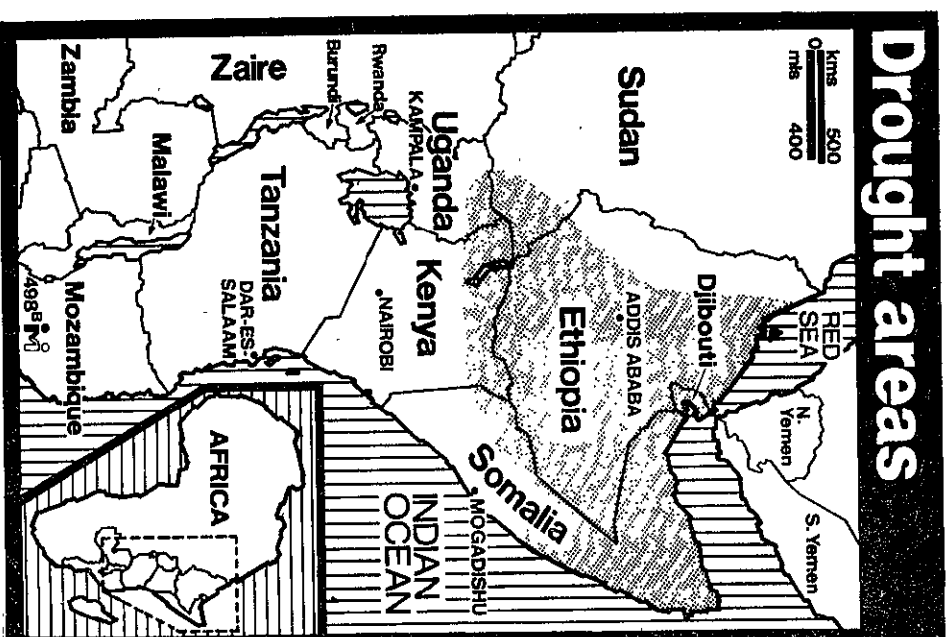 Drought areas
kms 500
0
mls 400
RED
SEA
N.
Yemen
S. Yemen
Sudan
Djibouti
ADDIS ABABA
Ethiopia
Somalia
MOGADISHU
INDIAN
OCEAN
Uganda
KAMPALA
Rwanda
Burundi
Zaire
Kenya
NAIROBI
Tanzania
DAR-ES-
SALAAM
Malawi
Zambia
Mozambique
AFRICA